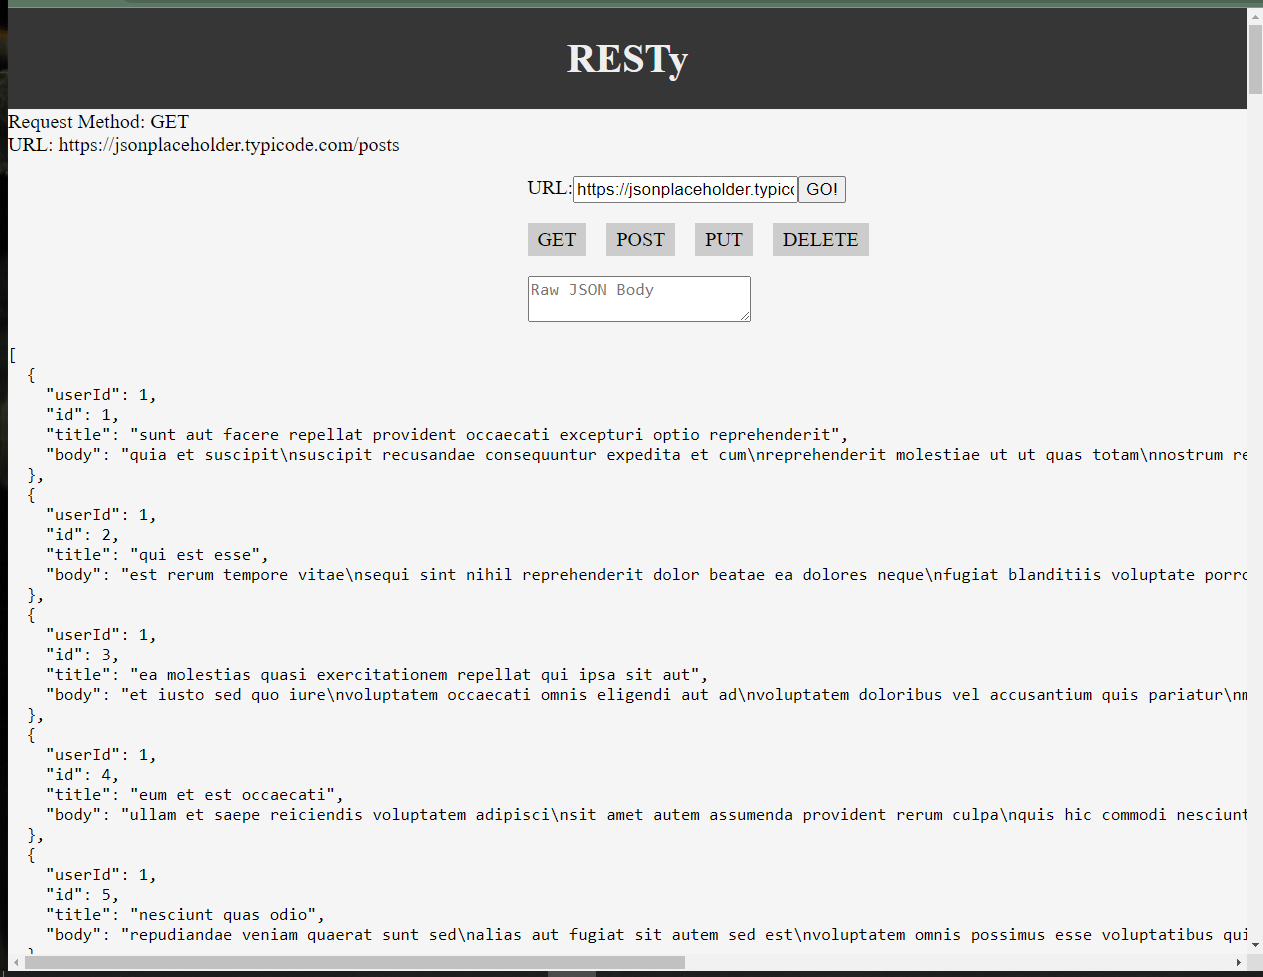 RESTy
Request Method: GET
URL: https://jsonplaceholder.typicode.com/posts
URL: https://jsonplaceholder.typic GO!
GET POST PUT DELETE
Raw JSON Body
[
  {
    "userId": 1,
    "id": 1,
    "title": "sunt aut facere repellat provident occaecati excepturi optio reprehenderit",
    "body": "quia et suscipit\nsuscipit recusandae consequuntur expedita et cum\nreprehenderit molestiae ut ut quas totam\nnostrum re
  },
  {
    "userId": 1,
    "id": 2,
    "title": "qui est esse",
    "body": "est rerum tempore vitae\nsequi sint nihil reprehenderit dolor beatae ea dolores neque\nfugiat blanditiis voluptate porro
  },
  {
    "userId": 1,
    "id": 3,
    "title": "ea molestias quasi exercitationem repellat qui ipsa sit aut",
    "body": "et iusto sed quo iure\nvoluptatem occaecati omnis eligendi aut ad\nvoluptatem doloribus vel accusantium quis pariatur\nm
  },
  {
    "userId": 1,
    "id": 4,
    "title": "eum et est occaecati",
    "body": "ullam et saepe reiciendis voluptatem adipisci\nsit amet autem assumenda provident rerum culpa\nquis hic commodi nesciunt
  },
  {
    "userId": 1,
    "id": 5,
    "title": "nesciunt quas odio",
    "body": "repudiandae veniam quaerat sunt sed\nalias aut fugiat sit autem sed est\nvoluptatem omnis possimus esse voluptatibus qui
  }